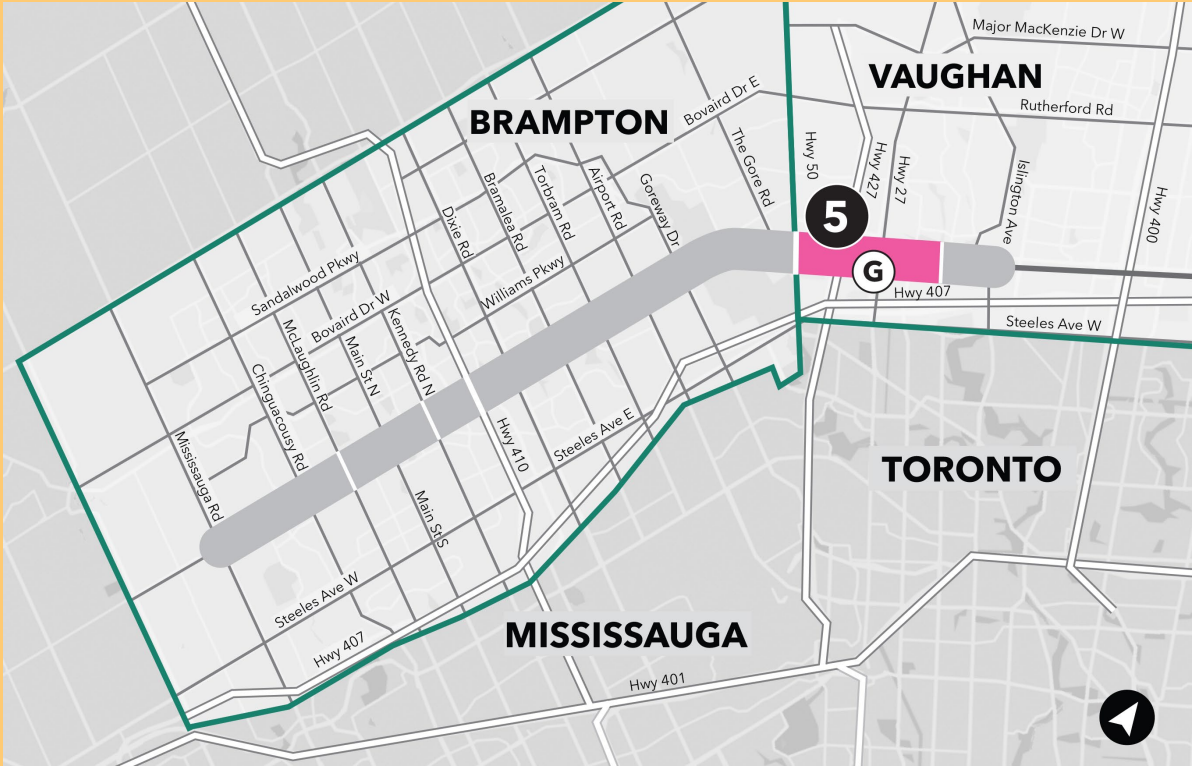 Major MacKenzie Dr W
VAUGHAN
BRAMPTON
Bovaird Dr E
Rutherford Rd
The Gore Rd
Hwy 50
Hwy 427
Hwy 27
Islington Ave
Hwy 400
Dixie Rd
Bramalea Rd
Torbram Rd
Airport Rd
Goreway Dr
5
G
Hwy 407
Steeles Ave W
Sandalwood Pkwy
Bovaird Dr W
Williams Pkwy
McLaughlin Rd
Main St N
Kennedy Rd N
Chinguacousy Rd
Mississauga Rd
Hwy 410
Steeles Ave E
Main St S
TORONTO
Steeles Ave W
Hwy 407
MISSISSAUGA
Hwy 401